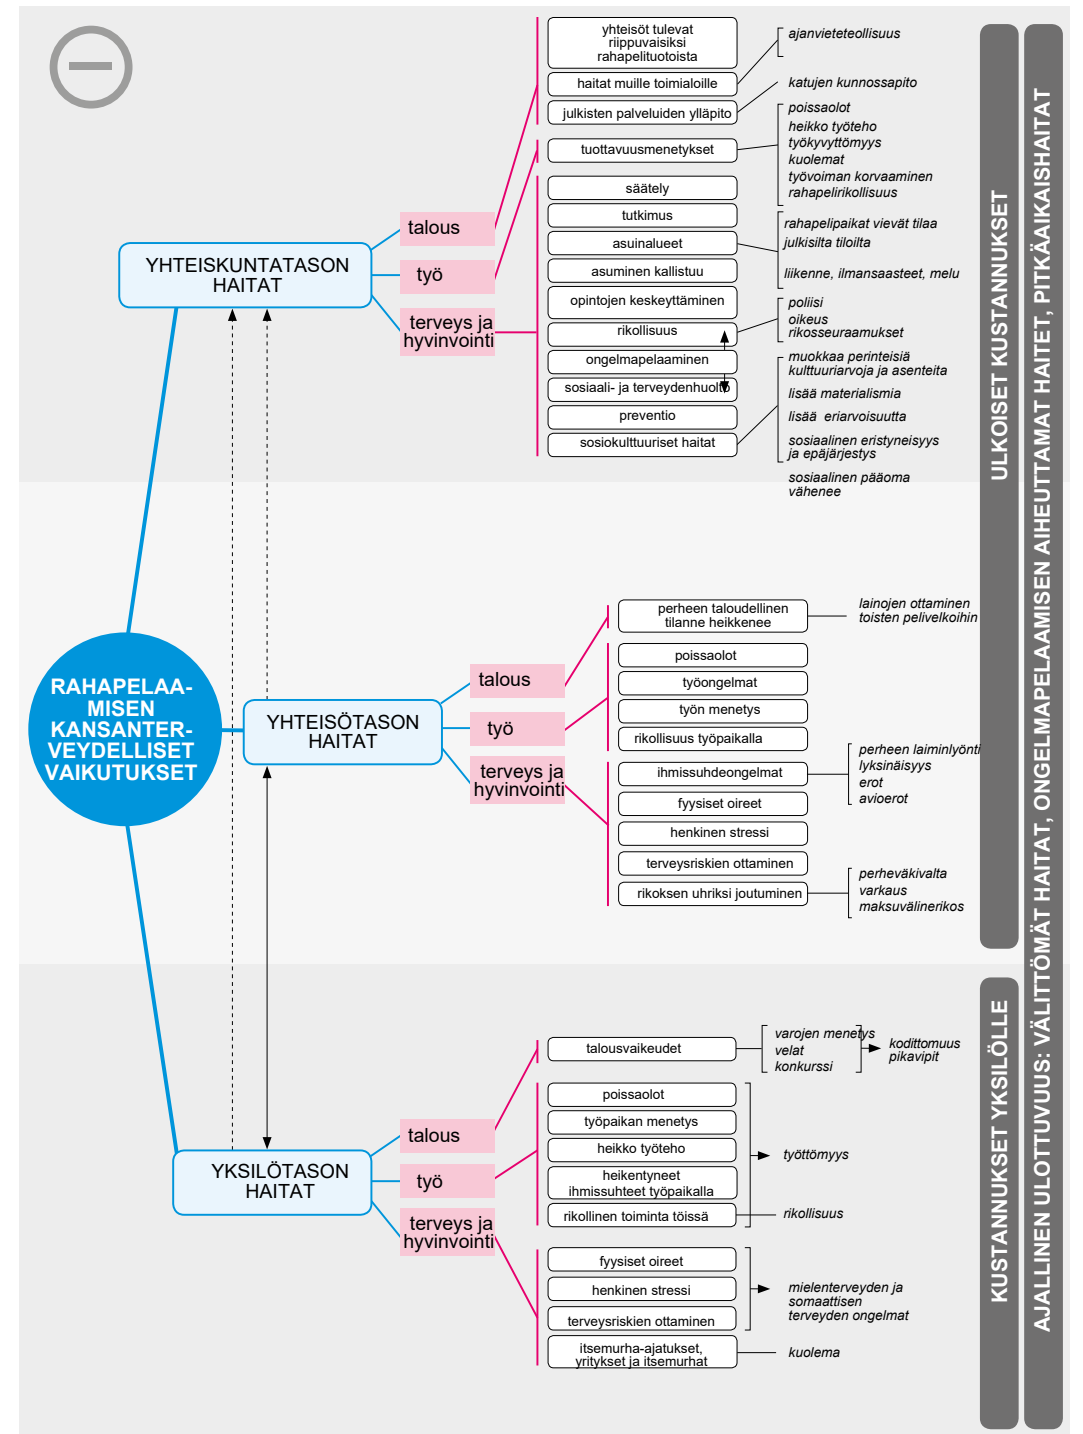 yhteisöt tulevat
riippuvaisiksi
rahapelituotoista
haitat muille toimialoille
julkisten palveluiden ylläpito
ajanvieteteollisuus
katujen kunnossapito
tuottavuusmenetykset
poissaolot
heikko työteho
työkyvyttömyys
kuolemat
työvoiman korvaaminen
rahapelirikollisuus
säätely
tutkimus
asuinalueet
asuminen kallistuu
opintojen keskeyttäminen
rikollisuus
ongelmapelaaminen
sosiaali- ja terveydenhuolto
preventio
sosiokulttuuriset haitat
rahapelipaikat vievät tilaa
julkisilta tiloilta
liikenne, ilmansaasteet, melu
poliisi
oikeus
rikosseuraamukset
muokkaa perinteisiä
kulttuuriarvoja ja asenteita
lisää materialismia
lisää eriarvoisuutta
sosiaalinen eristyneisyys
ja epäjärjestys
sosiaalinen pääoma
vähenee
talous
työ
terveys ja
hyvinvointi
YHTEISKUNTATASON
HAITAT
RAHAPELAA-
MISEN
KANSANTER-
VEYDELLISET
VAIKUTUKSET
YHTEISÖTASON
HAITAT
talous
työ
terveys ja
hyvinvointi
perheen taloudellinen
tilanne heikkenee
lainojen ottaminen
toisten pelivelkoihin
poissaolot
työongelmat
työn menetys
rikollisuus työpaikalla
ihmissuhdeongelmat
fyysiset oireet
henkinen stressi
terveysriskien ottaminen
rikoksen uhriksi joutuminen
perheen laiminlyönti
lyksinäisyys
erot
avioerot
perheväkivalta
varkaus
maksuvälinerikos
YKSILÖTASON
HAITAT
talous
työ
terveys ja
hyvinvointi
talousvaikeudet
varojen menetys
velat
konkurssi
kodittomuus
pikavipit
poissaolot
työpaikan menetys
heikko työteho
heikentyneet
ihmissuhteet työpaikalla
rikollinen toiminta töissä
työttömyys
rikollisuus
fyysiset oireet
henkinen stressi
terveysriskien ottaminen
itsemurha-ajatukset,
yritykset ja itsemurhat
mielenterveyden ja
somaattisen
terveyden ongelmat
kuolema
ULKOISET KUSTANNUKSET
KUSTANNUKSET YKSILÖLLE
AJALLINEN ULOTTUVUUS: VÄLITTÖMÄT HAITAT, ONGELMAPELAAMISEN AIHEUTTAMAT HAITET, PITKÄAIKAISHAITAT